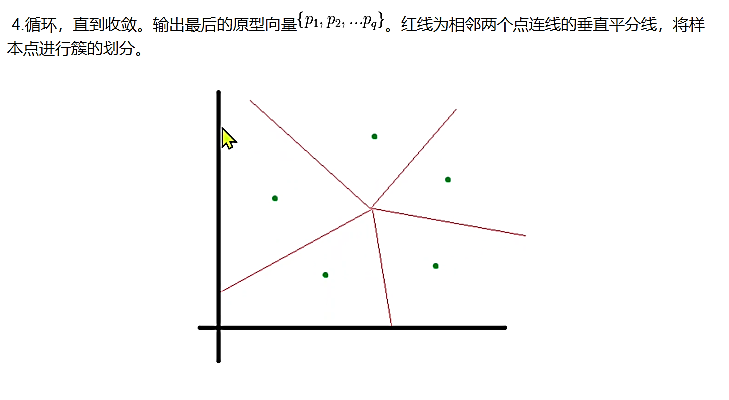 4.循环，直到收敛。输出最后的原型向量{p₁, p₂, ...p_q}。红线为相邻两个点连线的垂直平分线，将样
本点进行簇的划分。